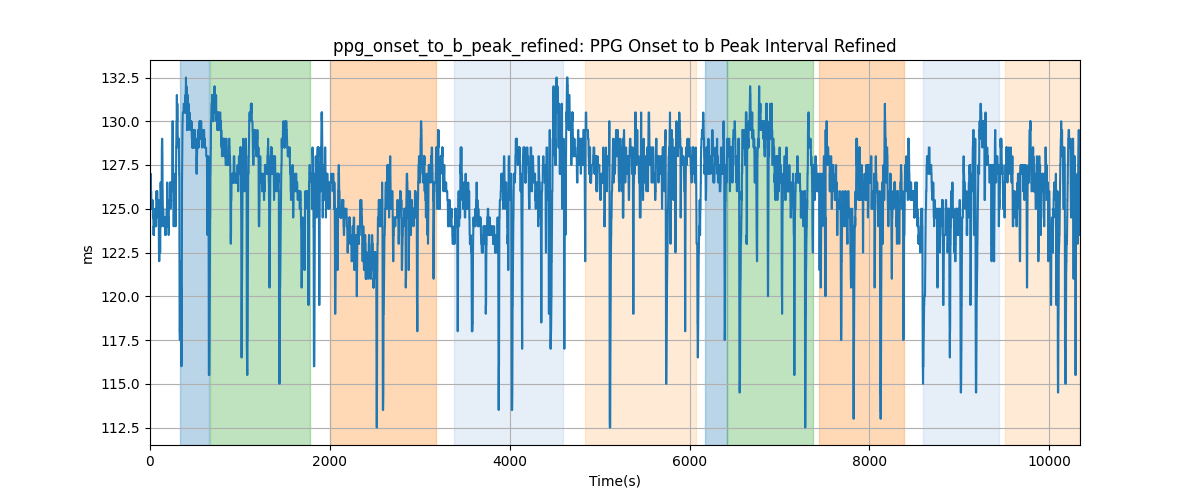 ppg_onset_to_b_peak_refined: PPG Onset to b Peak Interval Refined
132.5
130.0
127.5
125.0
122.5
120.0
117.5
115.0
112.5
ms
0 2000 4000 6000 8000 10000
Time(s)